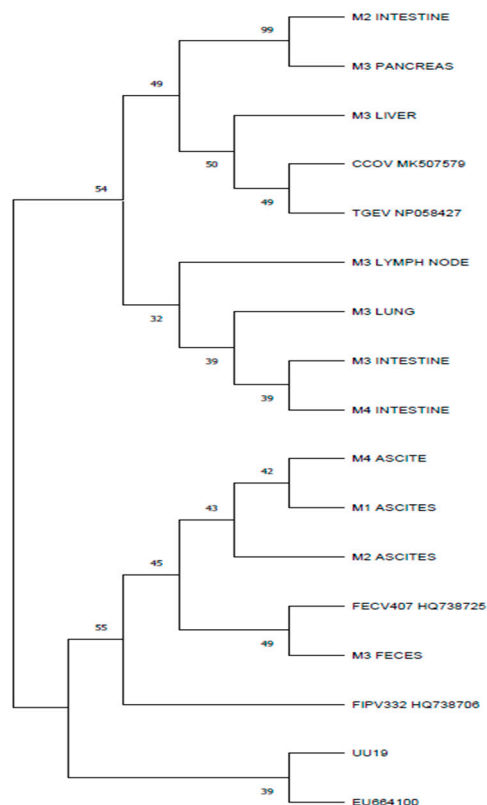 M2 INTESTINE
99
M3 PANCREAS
49
M3 LIVER
50
CCOV MK507579
54
49
TGEV NP058427
M3 LYMPH NODE
32
M3 LUNG
39
M3 INTESTINE
39
M4 INTESTINE
M4 ASCITE
42
M1 ASCITES
43
M2 ASCITES
45
FECV407 HQ738725
55
49
M3 FECES
FIPV332 HQ738706
UU19
39
EU664100